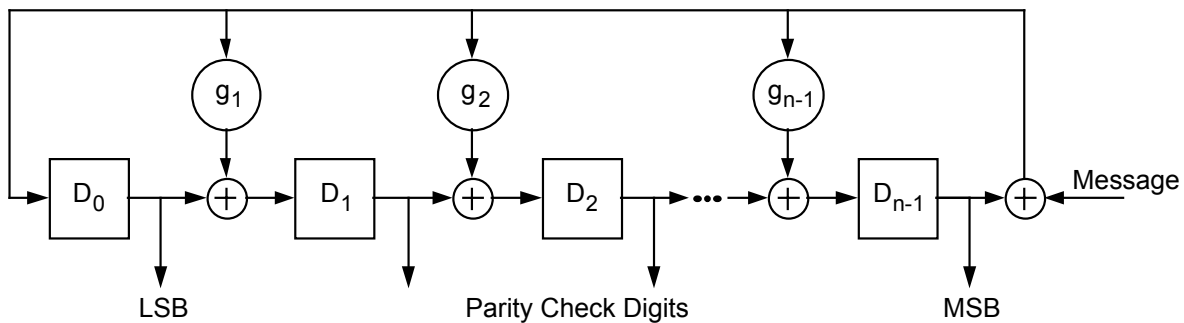 g1 g2 gn-1
D0 D1 D2 ••• Dn-1 Message
LSB Parity Check Digits MSB